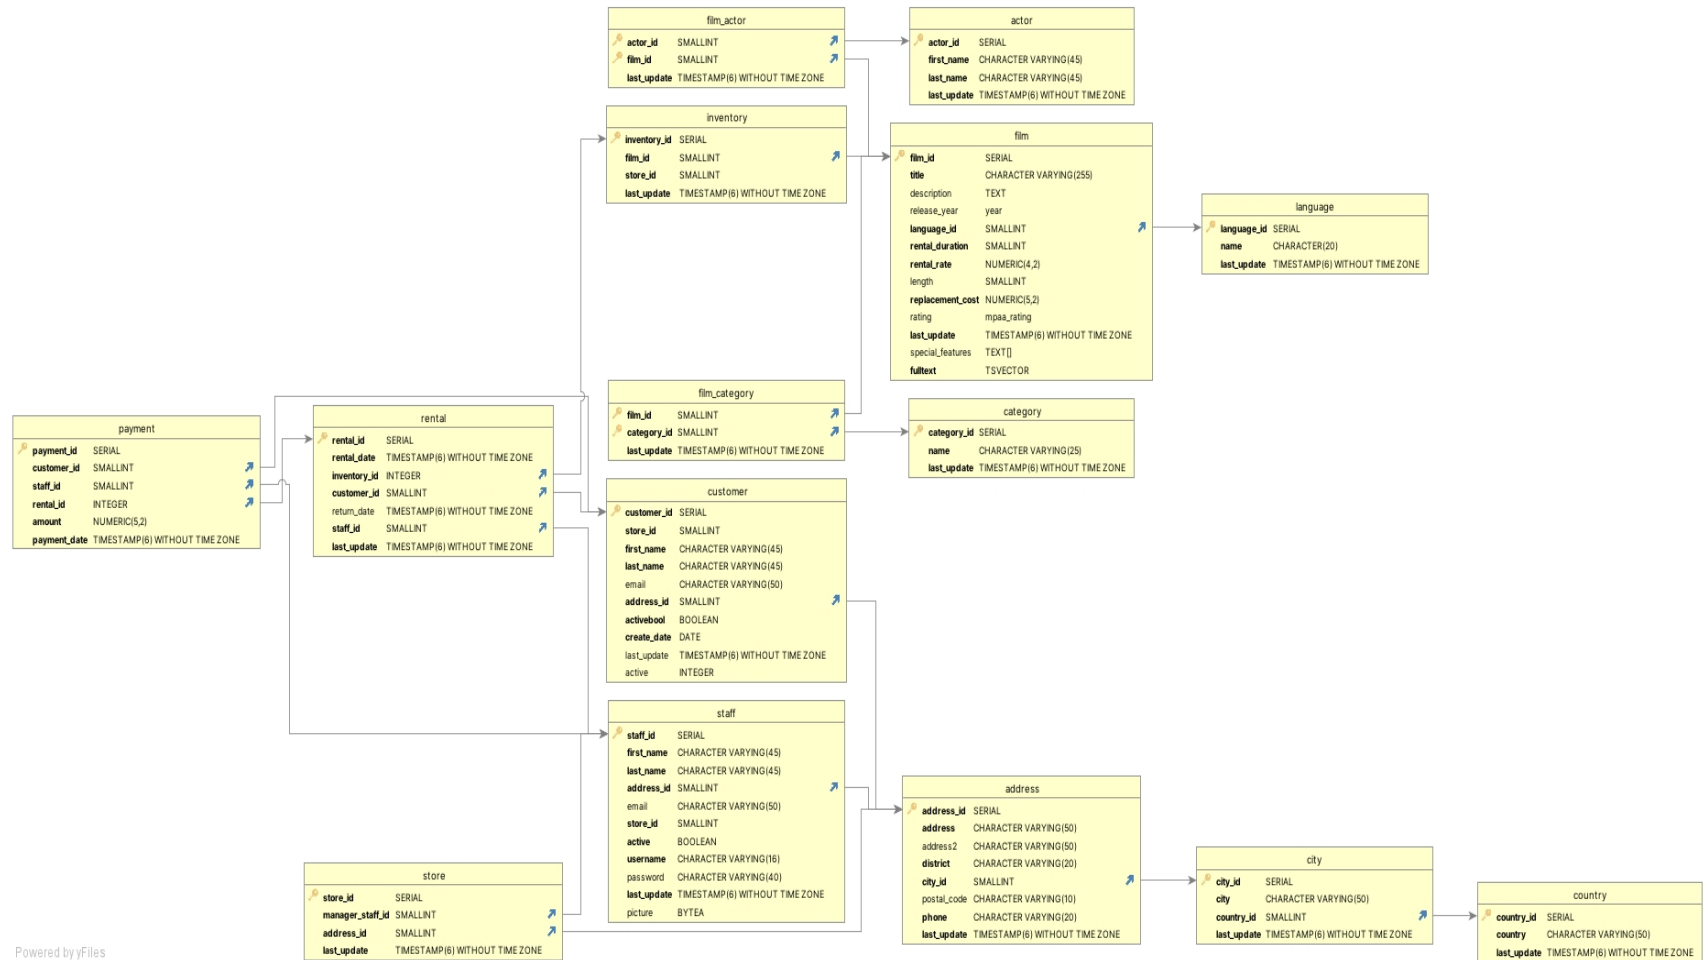 film_actor
actor_id SMALLINT
film_id SMALLINT
last_update TIMESTAMP(6) WITHOUT TIME ZONE
actor
actor_id SERIAL
first_name CHARACTER VARYING(45)
last_name CHARACTER VARYING(45)
last_update TIMESTAMP(6) WITHOUT TIME ZONE
inventory
inventory_id SERIAL
film_id SMALLINT
store_id SMALLINT
last_update TIMESTAMP(6) WITHOUT TIME ZONE
film
film_id SERIAL
title CHARACTER VARYING(255)
description TEXT
release_year year
language_id SMALLINT
rental_duration SMALLINT
rental_rate NUMERIC(4,2)
length SMALLINT
replacement_cost NUMERIC(5,2)
rating mpaa_rating
last_update TIMESTAMP(6) WITHOUT TIME ZONE
special_features TEXT[]
fulltext TSVECTOR
language
language_id SERIAL
name CHARACTER(20)
last_update TIMESTAMP(6) WITHOUT TIME ZONE
film_category
film_id SMALLINT
category_id SMALLINT
last_update TIMESTAMP(6) WITHOUT TIME ZONE
category
category_id SERIAL
name CHARACTER VARYING(25)
last_update TIMESTAMP(6) WITHOUT TIME ZONE
payment
payment_id SERIAL
customer_id SMALLINT
staff_id SMALLINT
rental_id INTEGER
amount NUMERIC(5,2)
payment_date TIMESTAMP(6) WITHOUT TIME ZONE
rental
rental_id SERIAL
rental_date TIMESTAMP(6) WITHOUT TIME ZONE
inventory_id INTEGER
customer_id SMALLINT
return_date TIMESTAMP(6) WITHOUT TIME ZONE
staff_id SMALLINT
last_update TIMESTAMP(6) WITHOUT TIME ZONE
customer
customer_id SERIAL
store_id SMALLINT
first_name CHARACTER VARYING(45)
last_name CHARACTER VARYING(45)
email CHARACTER VARYING(50)
address_id SMALLINT
activebool BOOLEAN
create_date DATE
last_update TIMESTAMP(6) WITHOUT TIME ZONE
active INTEGER
staff
staff_id SERIAL
first_name CHARACTER VARYING(45)
last_name CHARACTER VARYING(45)
address_id SMALLINT
email CHARACTER VARYING(50)
store_id SMALLINT
active BOOLEAN
username CHARACTER VARYING(16)
password CHARACTER VARYING(40)
last_update TIMESTAMP(6) WITHOUT TIME ZONE
picture BYTEA
store
store_id SERIAL
manager_staff_id SMALLINT
address_id SMALLINT
last_update TIMESTAMP(6) WITHOUT TIME ZONE
address
address_id SERIAL
address CHARACTER VARYING(50)
address2 CHARACTER VARYING(50)
district CHARACTER VARYING(20)
city_id SMALLINT
postal_code CHARACTER VARYING(10)
phone CHARACTER VARYING(20)
last_update TIMESTAMP(6) WITHOUT TIME ZONE
city
city_id SERIAL
city CHARACTER VARYING(50)
country_id SMALLINT
last_update TIMESTAMP(6) WITHOUT TIME ZONE
country
country_id SERIAL
country CHARACTER VARYING(50)
last_update TIMESTAMP(6) WITHOUT TIME ZONE
Powered by yFiles